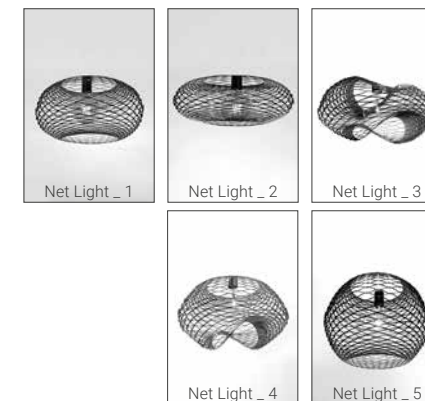 Net Light _ 1
Net Light _ 2
Net Light _ 3
Net Light _ 4
Net Light _ 5